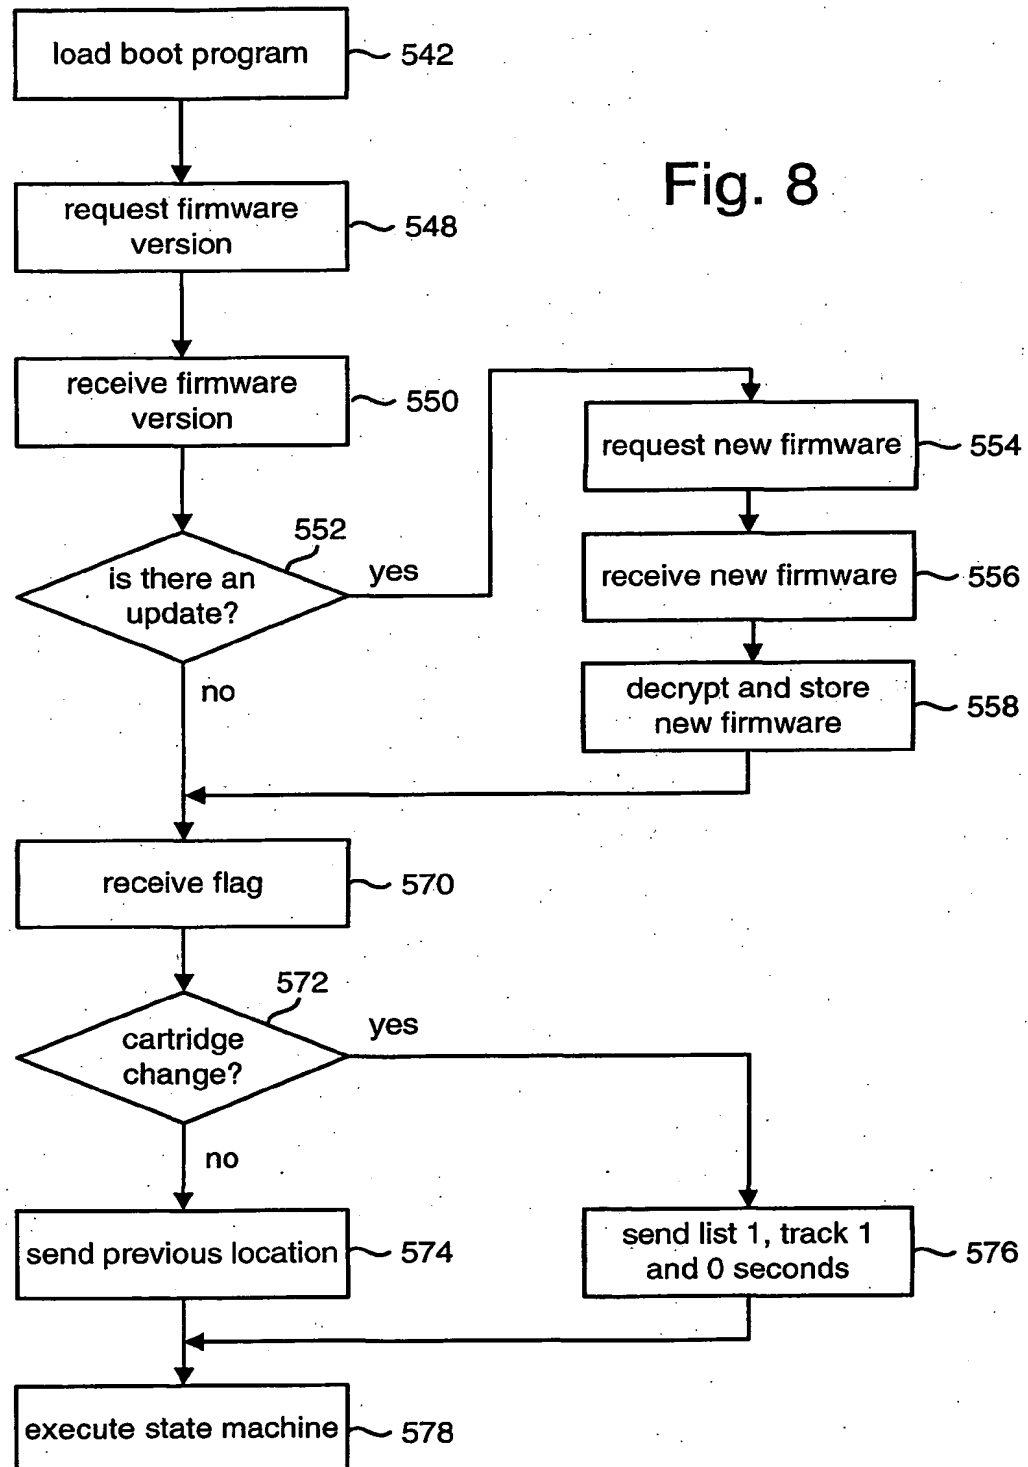 load boot program
542
Fig. 8
request firmware
version
548
receive firmware
version
550
request new firmware
554
552
is there an
update?
yes
no
receive new firmware
556
decrypt and store
new firmware
558
receive flag
570
572
cartridge
change?
yes
no
send previous location
574
send list 1, track 1
and 0 seconds
576
execute state machine
578